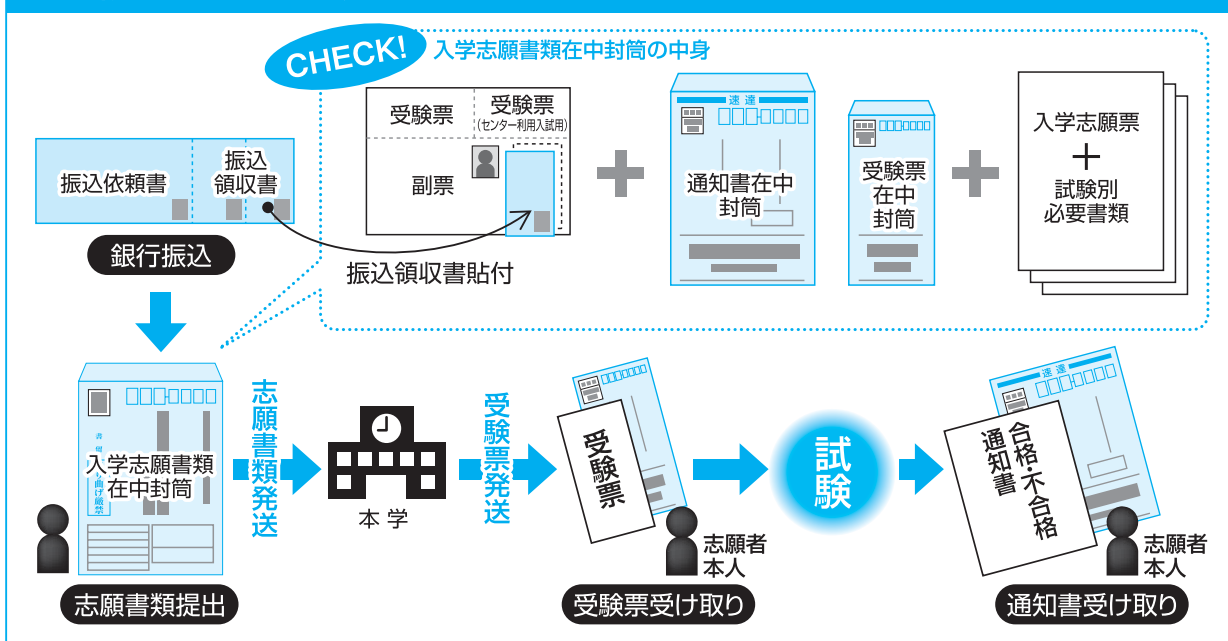 CHECK!
入学志願書類在中封筒の中身
受験票
受験票
(センター利用入試用)
副票
速達
通知書在中
封筒
受験票
在中
封筒
入学志願票
＋
試験別
必要書類
振込依頼書
振込
領収書
銀行振込
振込領収書貼付
入学志願書類
在中封筒
志願書類提出
志願書類発送
本学
受験票発送
受験票
志願者
本人
受験票受け取り
試験
速達
合格・不合格
通知書
志願者
本人
通知書受け取り